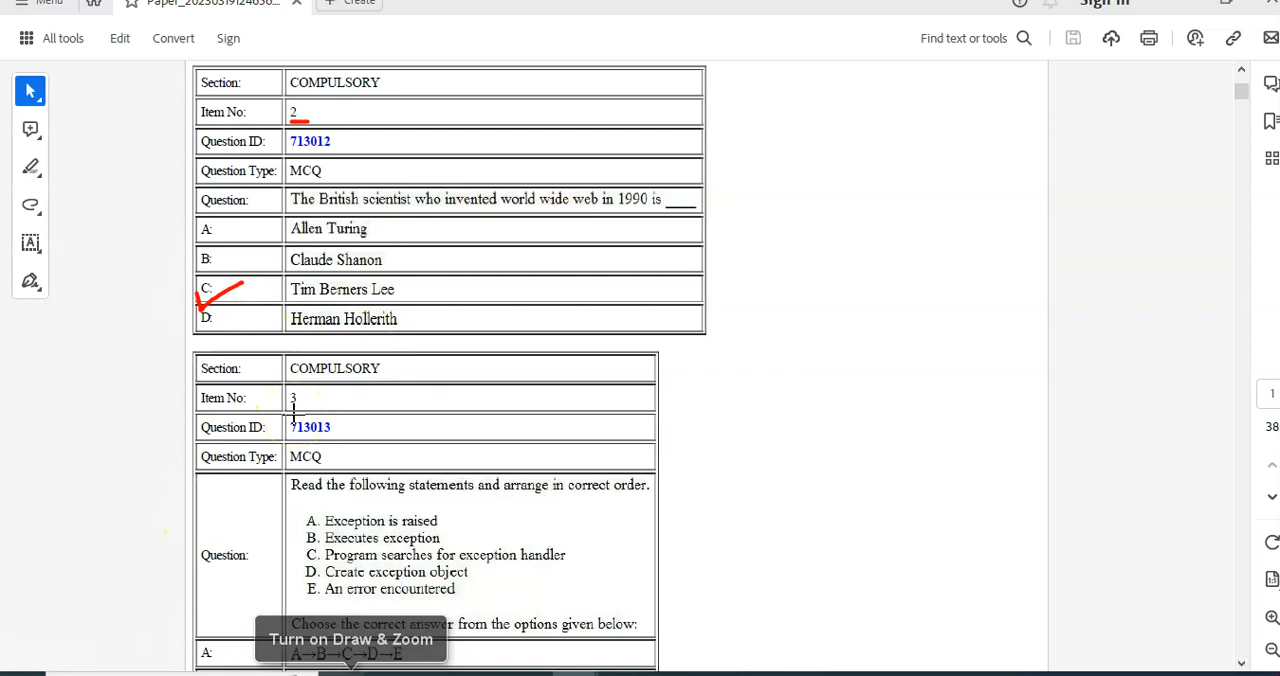 Menu
Paper_20230319124656...
Create
Sign in
All tools
Edit
Convert
Sign
Find text or tools
Section: COMPULSORY
Item No: 2
Question ID: 713012
Question Type: MCQ
Question: The British scientist who invented world wide web in 1990 is ____
A: Allen Turing
B: Claude Shanon
C: Tim Berners Lee
D: Herman Hollerith
Section: COMPULSORY
Item No: 3
Question ID: 713013
Question Type: MCQ
Read the following statements and arrange in correct order.
A. Exception is raised
B. Executes exception
Question: C. Program searches for exception handler
D. Create exception object
E. An error encountered
Choose the correct answer from the options given below:
Turn on Draw & Zoom
A: A→B→C→D→E
1
38